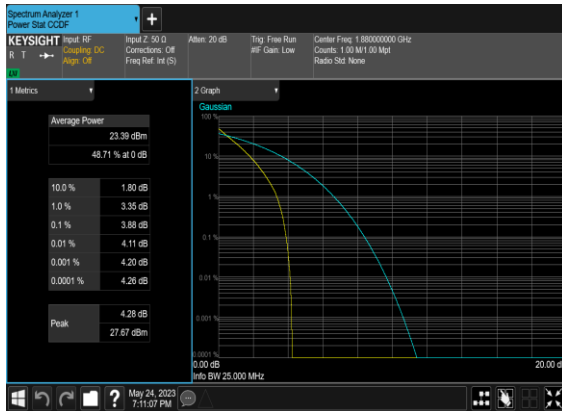 Spectrum Analyzer 1
Power Stat CCDF
KEYSIGHT
R T
LXI
Input: RF
Coupling: DC
Align: Off
Input Z: 50 Ω
Corrections: Off
Freq Ref: Int (S)
Atten: 20 dB
Trig: Free Run
#IF Gain: Low
Center Freq: 1.880000000 GHz
Counts: 1.00 M/1.00 Mpt
Radio Std: None
1 Metrics
Average Power
23.39 dBm
48.71 % at 0 dB
10.0 % 1.80 dB
1.0 % 3.35 dB
0.1 % 3.88 dB
0.01 % 4.11 dB
0.001 % 4.20 dB
0.0001 % 4.26 dB
Peak
4.28 dB
27.67 dBm
2 Graph
Gaussian
100 %
10 %
1 %
0.1 %
0.01 %
0.001 %
0.0001 %
0.00 dB
20.00 d
Info BW 25.000 MHz
?
May 24, 2023
7:11:07 PM